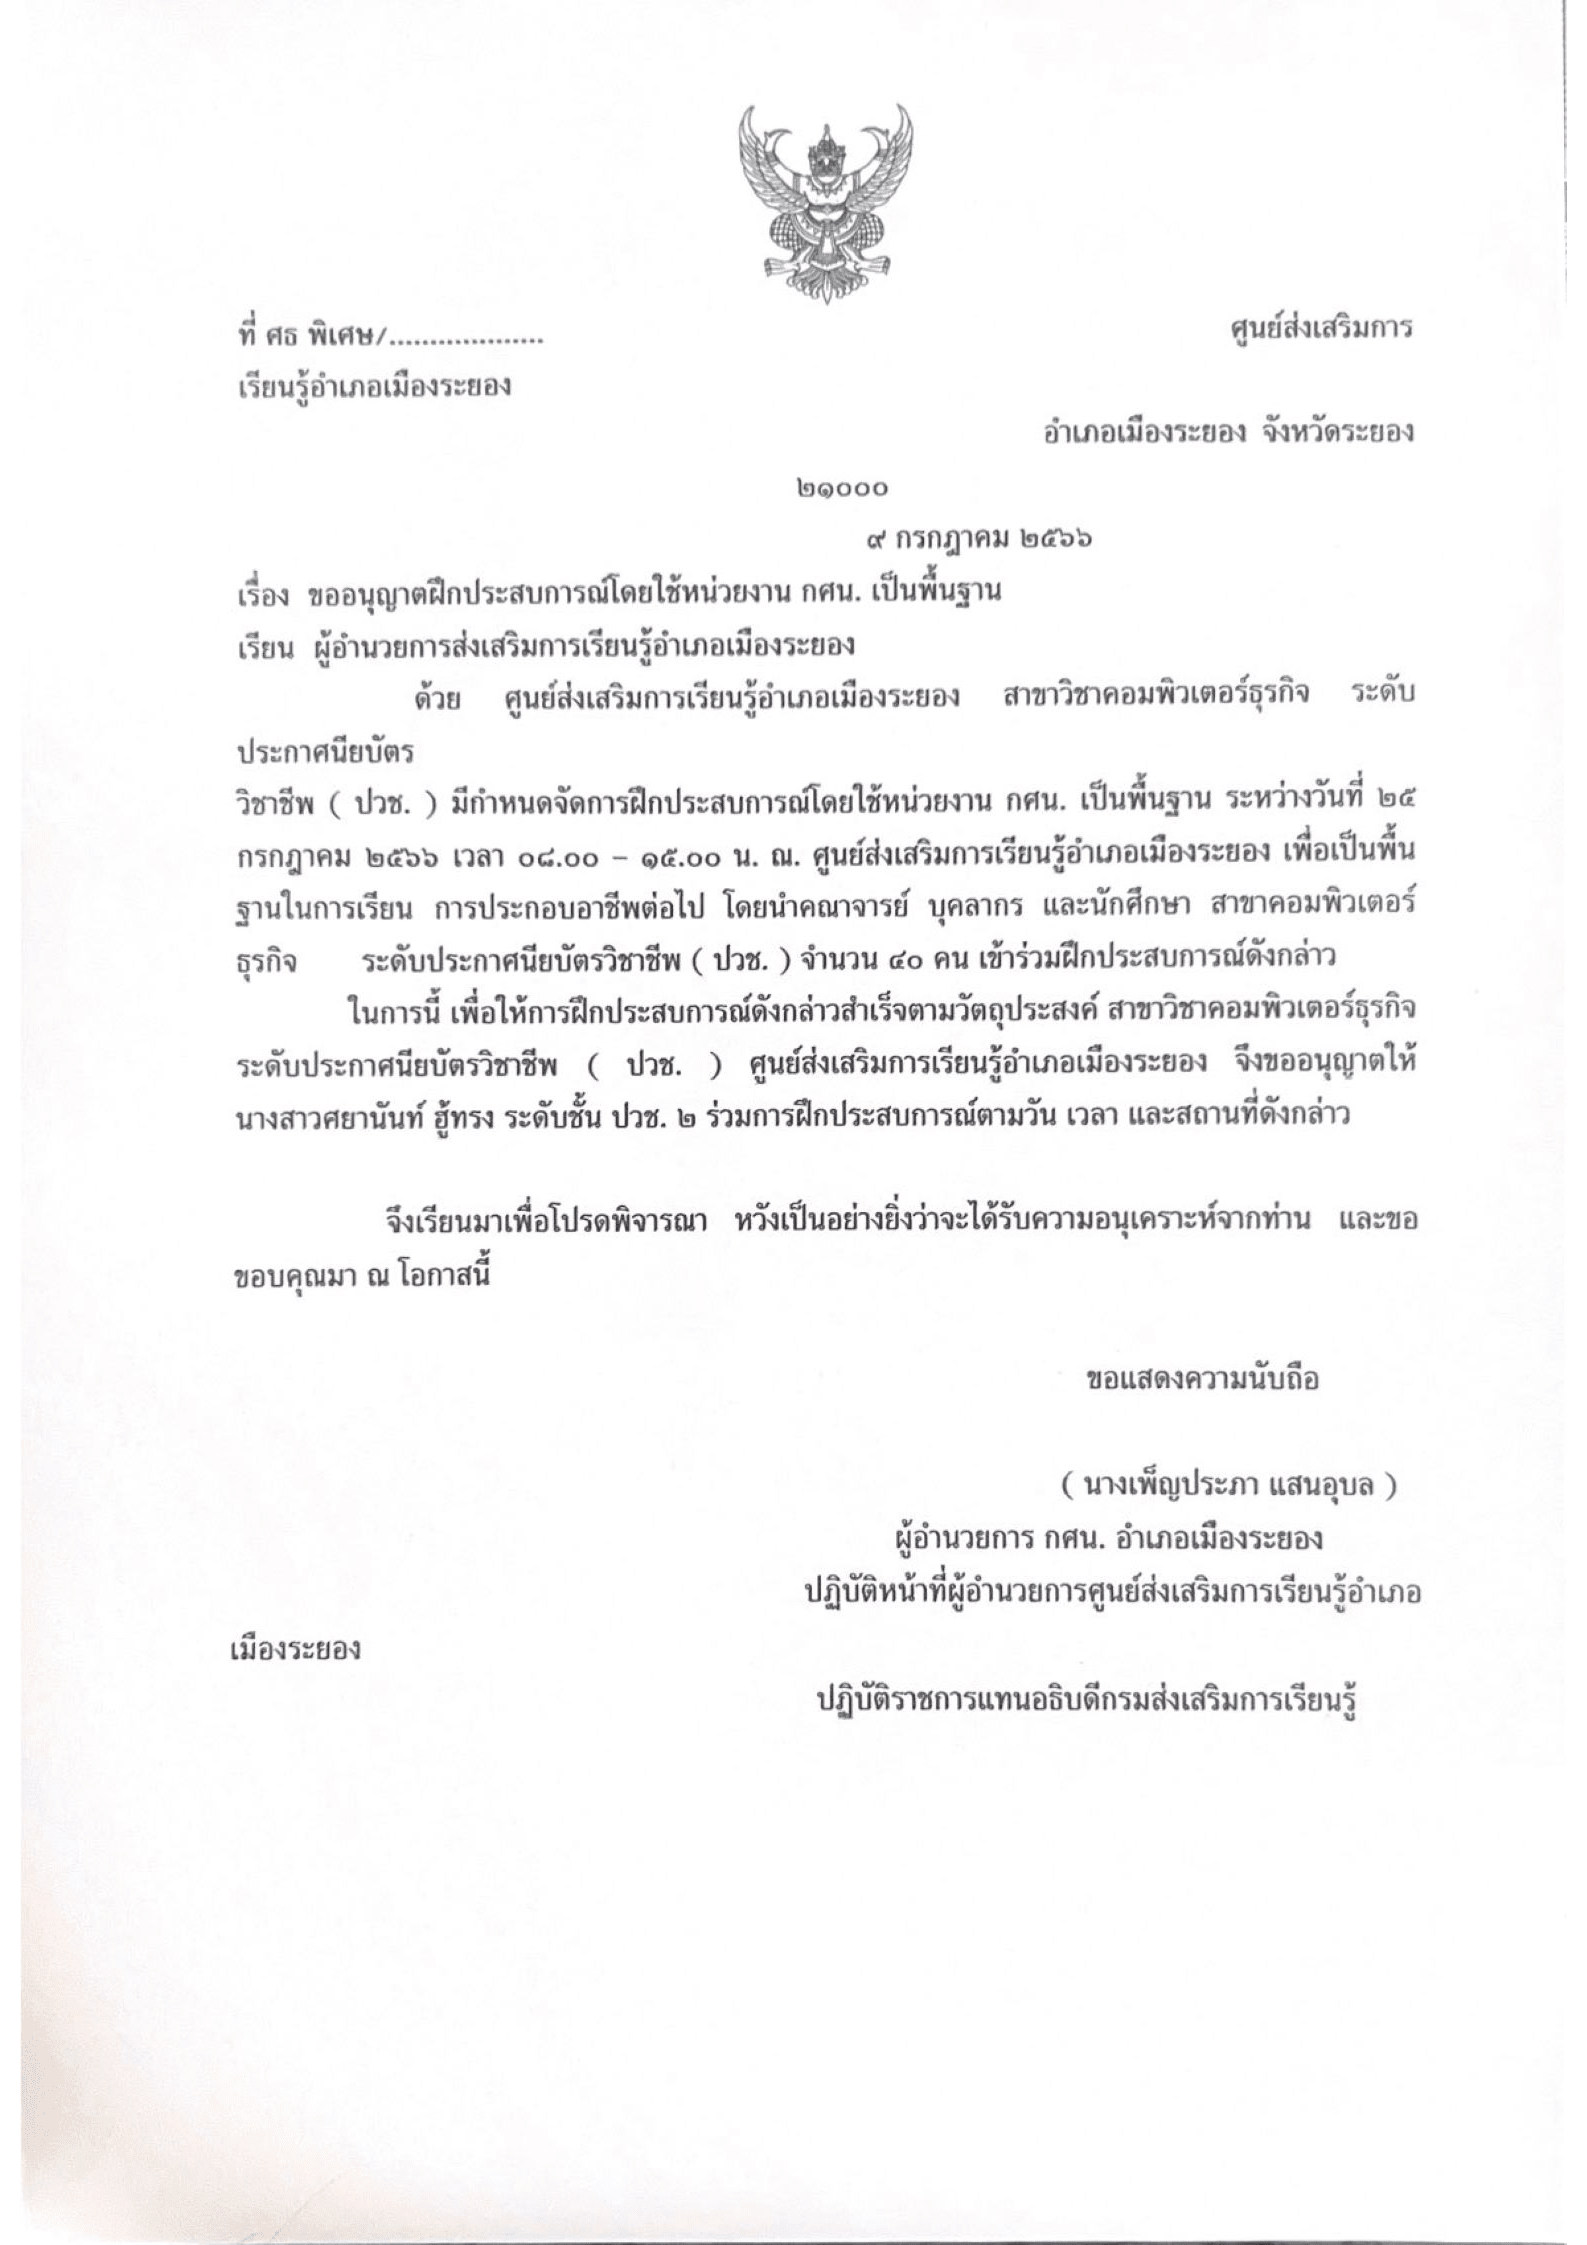 ที่ ศธ พิเศษ/................... ศูนย์ส่งเสริมการ
เรียนรู้อำเภอเมืองระยอง
อำเภอเมืองระยอง จังหวัดระยอง
๒๑๐๐๐
๙ กรกฎาคม ๒๕๖๖
เรื่อง ขออนุญาตฝึกประสบการณ์โดยใช้หน่วยงาน กศน. เป็นพื้นฐาน
เรียน ผู้อำนวยการส่งเสริมการเรียนรู้อำเภอเมืองระยอง
ด้วย ศูนย์ส่งเสริมการเรียนรู้อำเภอเมืองระยอง สาขาวิชาคอมพิวเตอร์ธุรกิจ ระดับ
ประกาศนียบัตร
วิชาชีพ ( ปวช. ) มีกำหนดจัดการฝึกประสบการณ์โดยใช้หน่วยงาน กศน. เป็นพื้นฐาน ระหว่างวันที่ ๒๕
กรกฎาคม ๒๕๖๖ เวลา ๐๘.๐๐ – ๑๕.๐๐ น. ณ. ศูนย์ส่งเสริมการเรียนรู้อำเภอเมืองระยอง เพื่อเป็นพื้น
ฐานในการเรียน การประกอบอาชีพต่อไป โดยนำคณาจารย์ บุคลากร และนักศึกษา สาขาคอมพิวเตอร์
ธุรกิจ ระดับประกาศนียบัตรวิชาชีพ ( ปวช. ) จำนวน ๔๐ คน เข้าร่วมฝึกประสบการณ์ดังกล่าว
ในการนี้ เพื่อให้การฝึกประสบการณ์ดังกล่าวสำเร็จตามวัตถุประสงค์ สาขาวิชาคอมพิวเตอร์ธุรกิจ
ระดับประกาศนียบัตรวิชาชีพ ( ปวช. ) ศูนย์ส่งเสริมการเรียนรู้อำเภอเมืองระยอง จึงขออนุญาตให้
นางสาวศยานันท์ ฮู้ทรง ระดับชั้น ปวช. ๒ ร่วมการฝึกประสบการณ์ตามวัน เวลา และสถานที่ดังกล่าว
จึงเรียนมาเพื่อโปรดพิจารณา หวังเป็นอย่างยิ่งว่าจะได้รับความอนุเคราะห์จากท่าน และขอ
ขอบคุณมา ณ โอกาสนี้
ขอแสดงความนับถือ
( นางเพ็ญประภา แสนอุบล )
ผู้อำนวยการ กศน. อำเภอเมืองระยอง
ปฏิบัติหน้าที่ผู้อำนวยการศูนย์ส่งเสริมการเรียนรู้อำเภอ
เมืองระยอง
ปฏิบัติราชการแทนอธิบดีกรมส่งเสริมการเรียนรู้